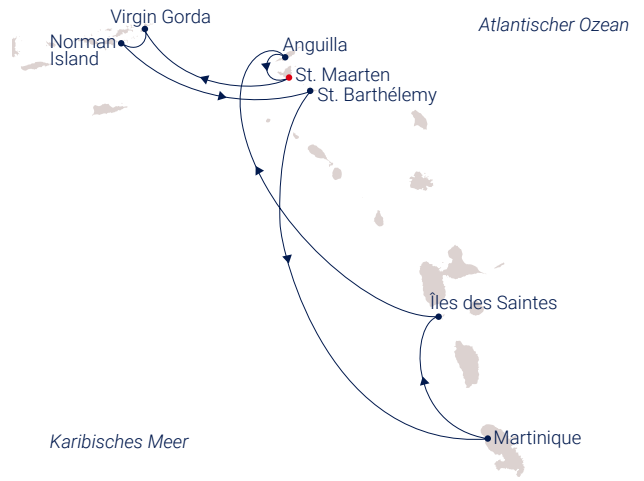 Virgin Gorda
Atlantischer Ozean
Norman
Island
Anguilla
St. Maarten
St. Barthélemy
Îles des Saintes
Martinique
Karibisches Meer